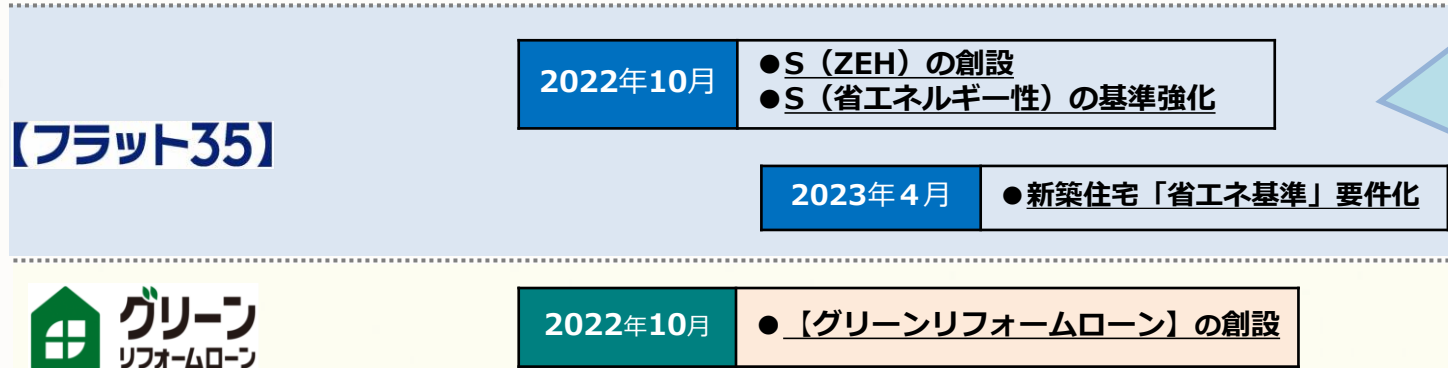 2022年10月
●S（ZEH）の創設
●S（省エネルギー性）の基準強化
【フラット35】
2023年４月
●新築住宅「省エネ基準」要件化
グリーン
リフォームローン
2022年10月
●【グリーンリフォームローン】の創設